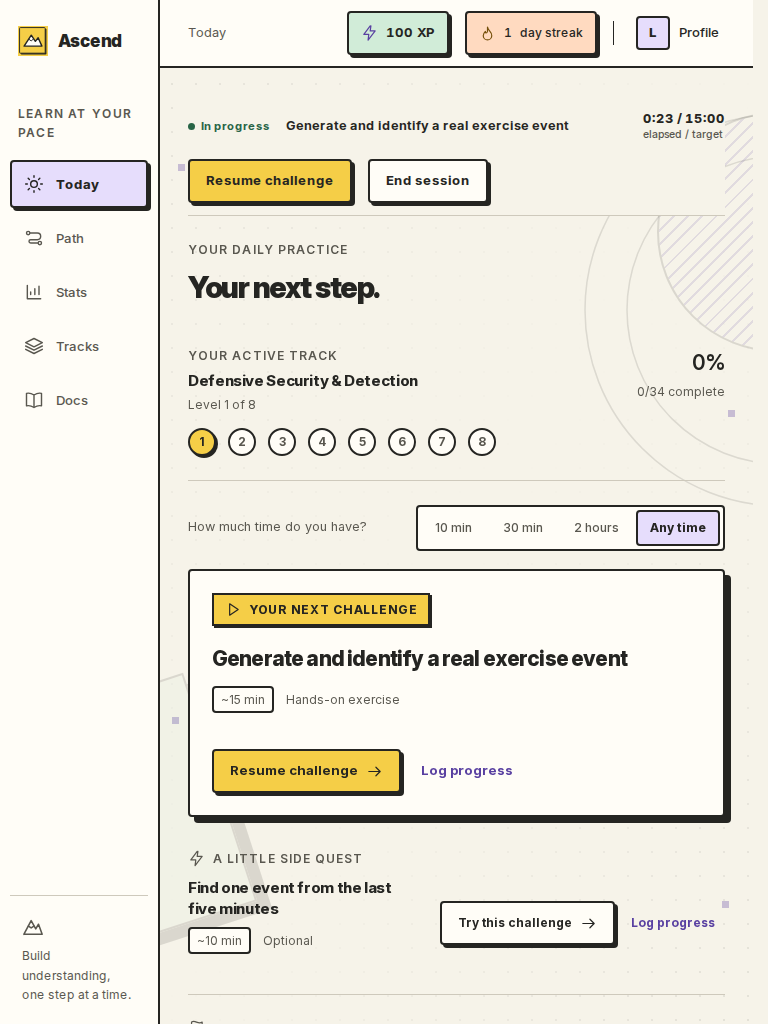 Ascend
LEARN AT YOUR
PACE
Today
Path
Stats
Tracks
Docs
Build
understanding,
one step at a time.
Today
100 XP
1 day streak
L
Profile
In progress
Generate and identify a real exercise event
0:23 / 15:00
elapsed / target
Resume challenge
End session
YOUR DAILY PRACTICE
Your next step.
YOUR ACTIVE TRACK
Defensive Security & Detection
Level 1 of 8
0%
0/34 complete
1 2 3 4 5 6 7 8
How much time do you have?
10 min 30 min 2 hours Any time
YOUR NEXT CHALLENGE
Generate and identify a real exercise event
~15 min Hands-on exercise
Resume challenge →
Log progress
A LITTLE SIDE QUEST
Find one event from the last
five minutes
~10 min Optional
Try this challenge →
Log progress